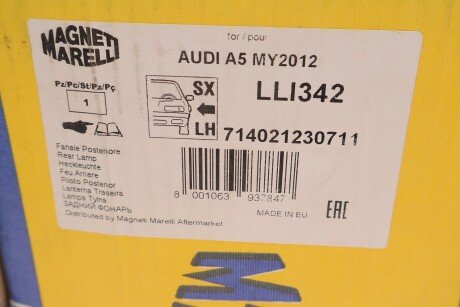 MAGNETI
MARELLI
for / pour
AUDI A5 MY2012
Pz/Pc/St/Pz/Pç
1
SX
LH
LLI342
714021230711
Fanale Posteriore
Rear Lamp
Heckleuchte
Feu Arriere
Piloto Posterior
Lanterna Traseira
Lampa Tylna
ЗАДНИЙ ФОНАРЬ
Distributed by Magneti Marelli Aftermarket
8 001063 937847
MADE IN EU
EAC